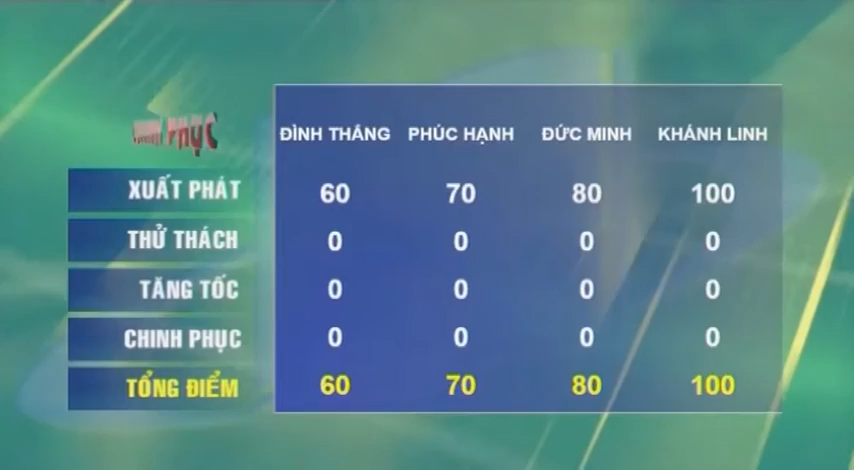 PHỤC
ĐÌNH THẮNG PHÚC HẠNH ĐỨC MINH KHÁNH LINH
XUẤT PHÁT 60 70 80 100
THỬ THÁCH 0 0 0 0
TĂNG TỐC 0 0 0 0
CHINH PHỤC 0 0 0 0
TỔNG ĐIỂM 60 70 80 100